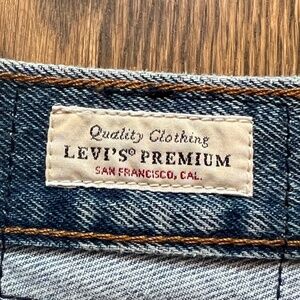 Quality Clothing
LEVI'S® PREMIUM
SAN FRANCISCO, CAL.